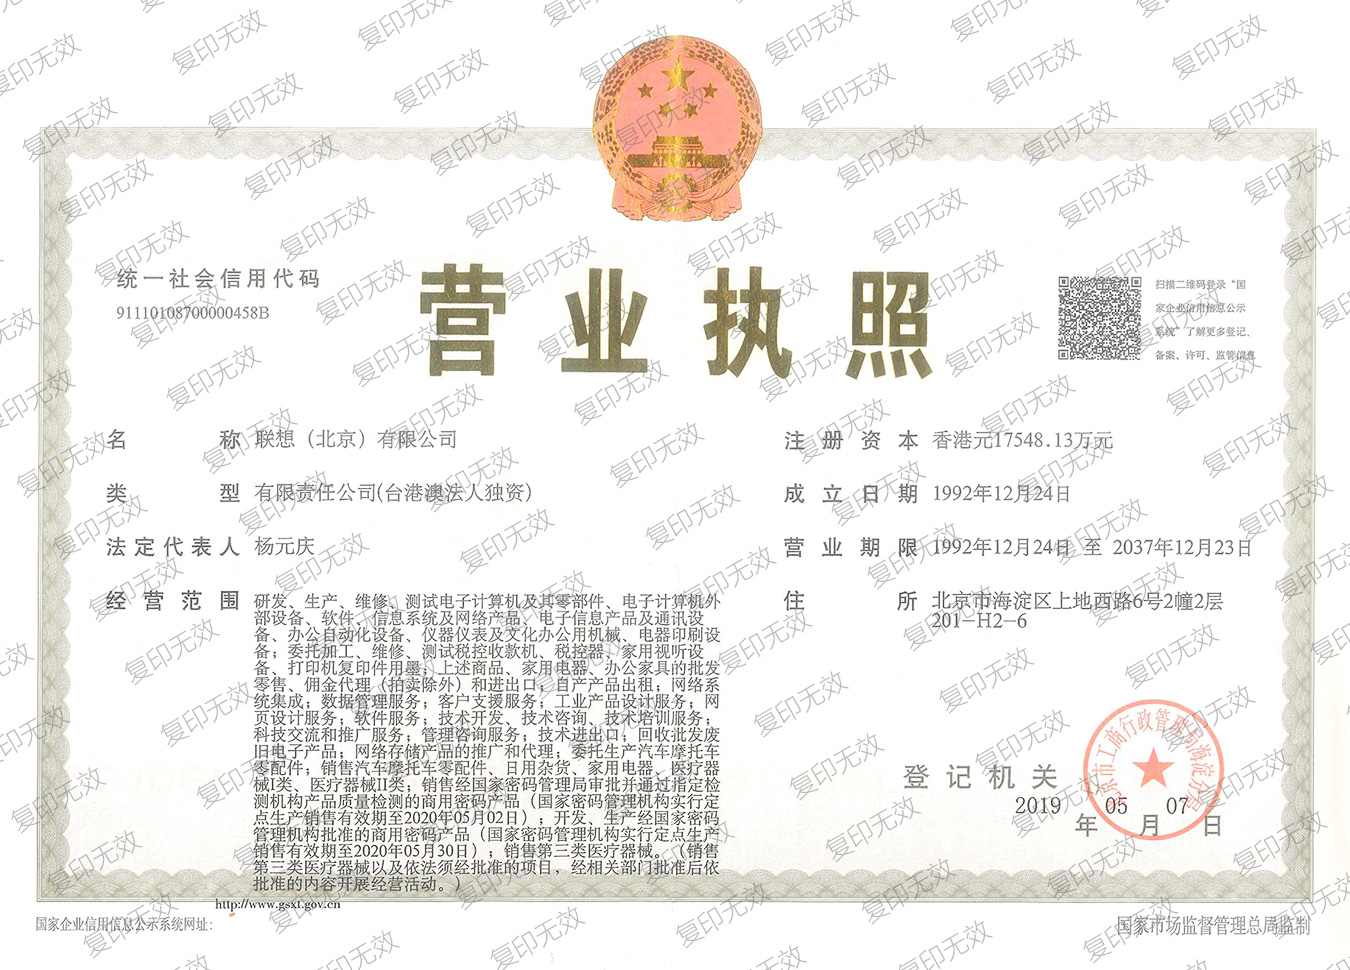 统一社会信用代码
91110108700000458B
营业执照
扫描二维码登录“国
家企业信用信息公示
系统”了解更多登记、
备案、许可、监管信息
名 称 联想（北京）有限公司
类 型 有限责任公司(台港澳法人独资)
法定代表人 杨元庆
经营范围 研发、生产、维修、测试电子计算机及其零部件、电子计算机外
部设备、软件、信息系统及网络产品、电子信息产品及通讯设
备、办公自动化设备、仪器仪表及文化办公用机械、电器印刷设
备；委托加工、维修、测试税控收款机、税控器、家用视听设
备、打印机复印件用墨；上述商品、家用电器、办公家具的批发
零售、佣金代理（拍卖除外）和进出口；自产产品出租；网络系
统集成；数据管理服务；客户支援服务；工业产品设计服务；网
页设计服务；软件服务；技术开发、技术咨询、技术培训服务；
科技交流和推广服务；管理咨询服务；技术进出口；回收批发废
旧电子产品；网络存储产品的推广和代理；委托生产汽车摩托车
零配件；销售汽车摩托车零配件、日用杂货、家用电器、医疗器
械I类、医疗器械II类；销售经国家密码管理局审批并通过指定检
测机构产品质量检测的商用密码产品（国家密码管理机构实行定
点生产销售有效期至2020年05月02日）；开发、生产经国家密码
管理机构批准的商用密码产品（国家密码管理机构实行定点生产
销售有效期至2020年05月30日）；销售第三类医疗器械。（销售
第三类医疗器械以及依法须经批准的项目，经相关部门批准后依
批准的内容开展经营活动。）
注册资本 香港元17548.13万元
成立日期 1992年12月24日
营业期限 1992年12月24日 至 2037年12月23日
住 所 北京市海淀区上地西路6号2幢2层
201-H2-6
登记机关
2019 05 07
年 月 日
京市工商行政管理局海淀分局
http://www.gsxt.gov.cn
国家企业信用信息公示系统网址：
国家市场监督管理总局监制
复印无效